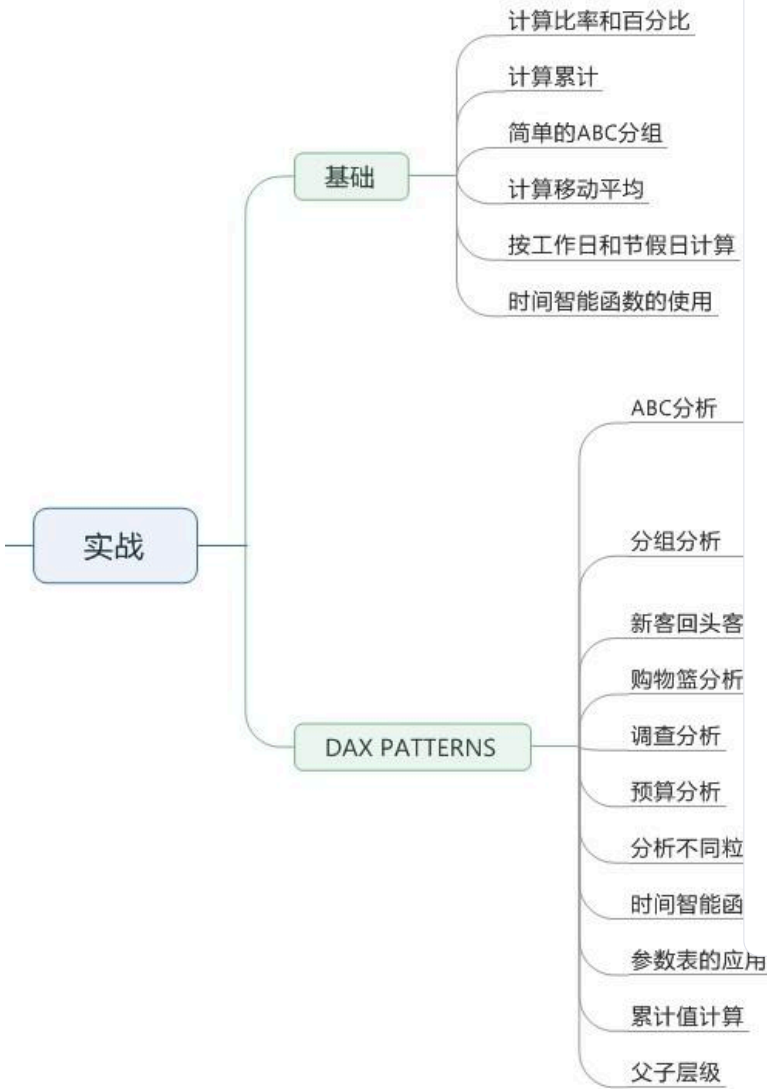 计算比率和百分比
计算累计
简单的ABC分组
基础
计算移动平均
按工作日和节假日计算
时间智能函数的使用
ABC分析
实战
分组分析
新客回头客
购物篮分析
DAX PATTERNS
调查分析
预算分析
分析不同粒
时间智能函
参数表的应用
累计值计算
父子层级